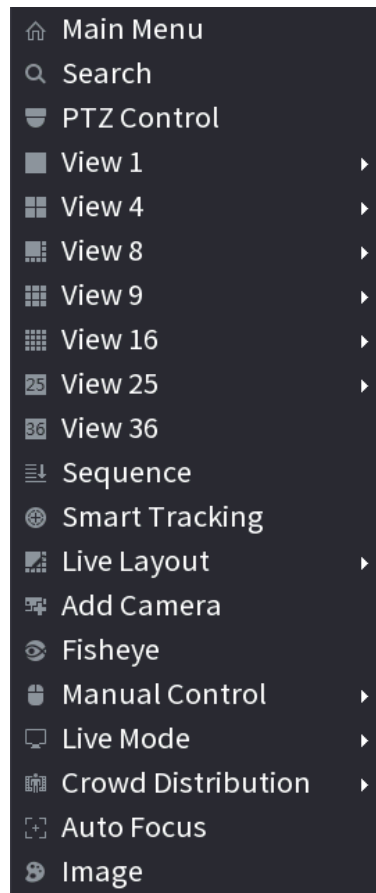 Main Menu
Search
PTZ Control
View 1
View 4
View 8
View 9
View 16
25 View 25
36 View 36
Sequence
Smart Tracking
Live Layout
Add Camera
Fisheye
Manual Control
Live Mode
Crowd Distribution
Auto Focus
Image